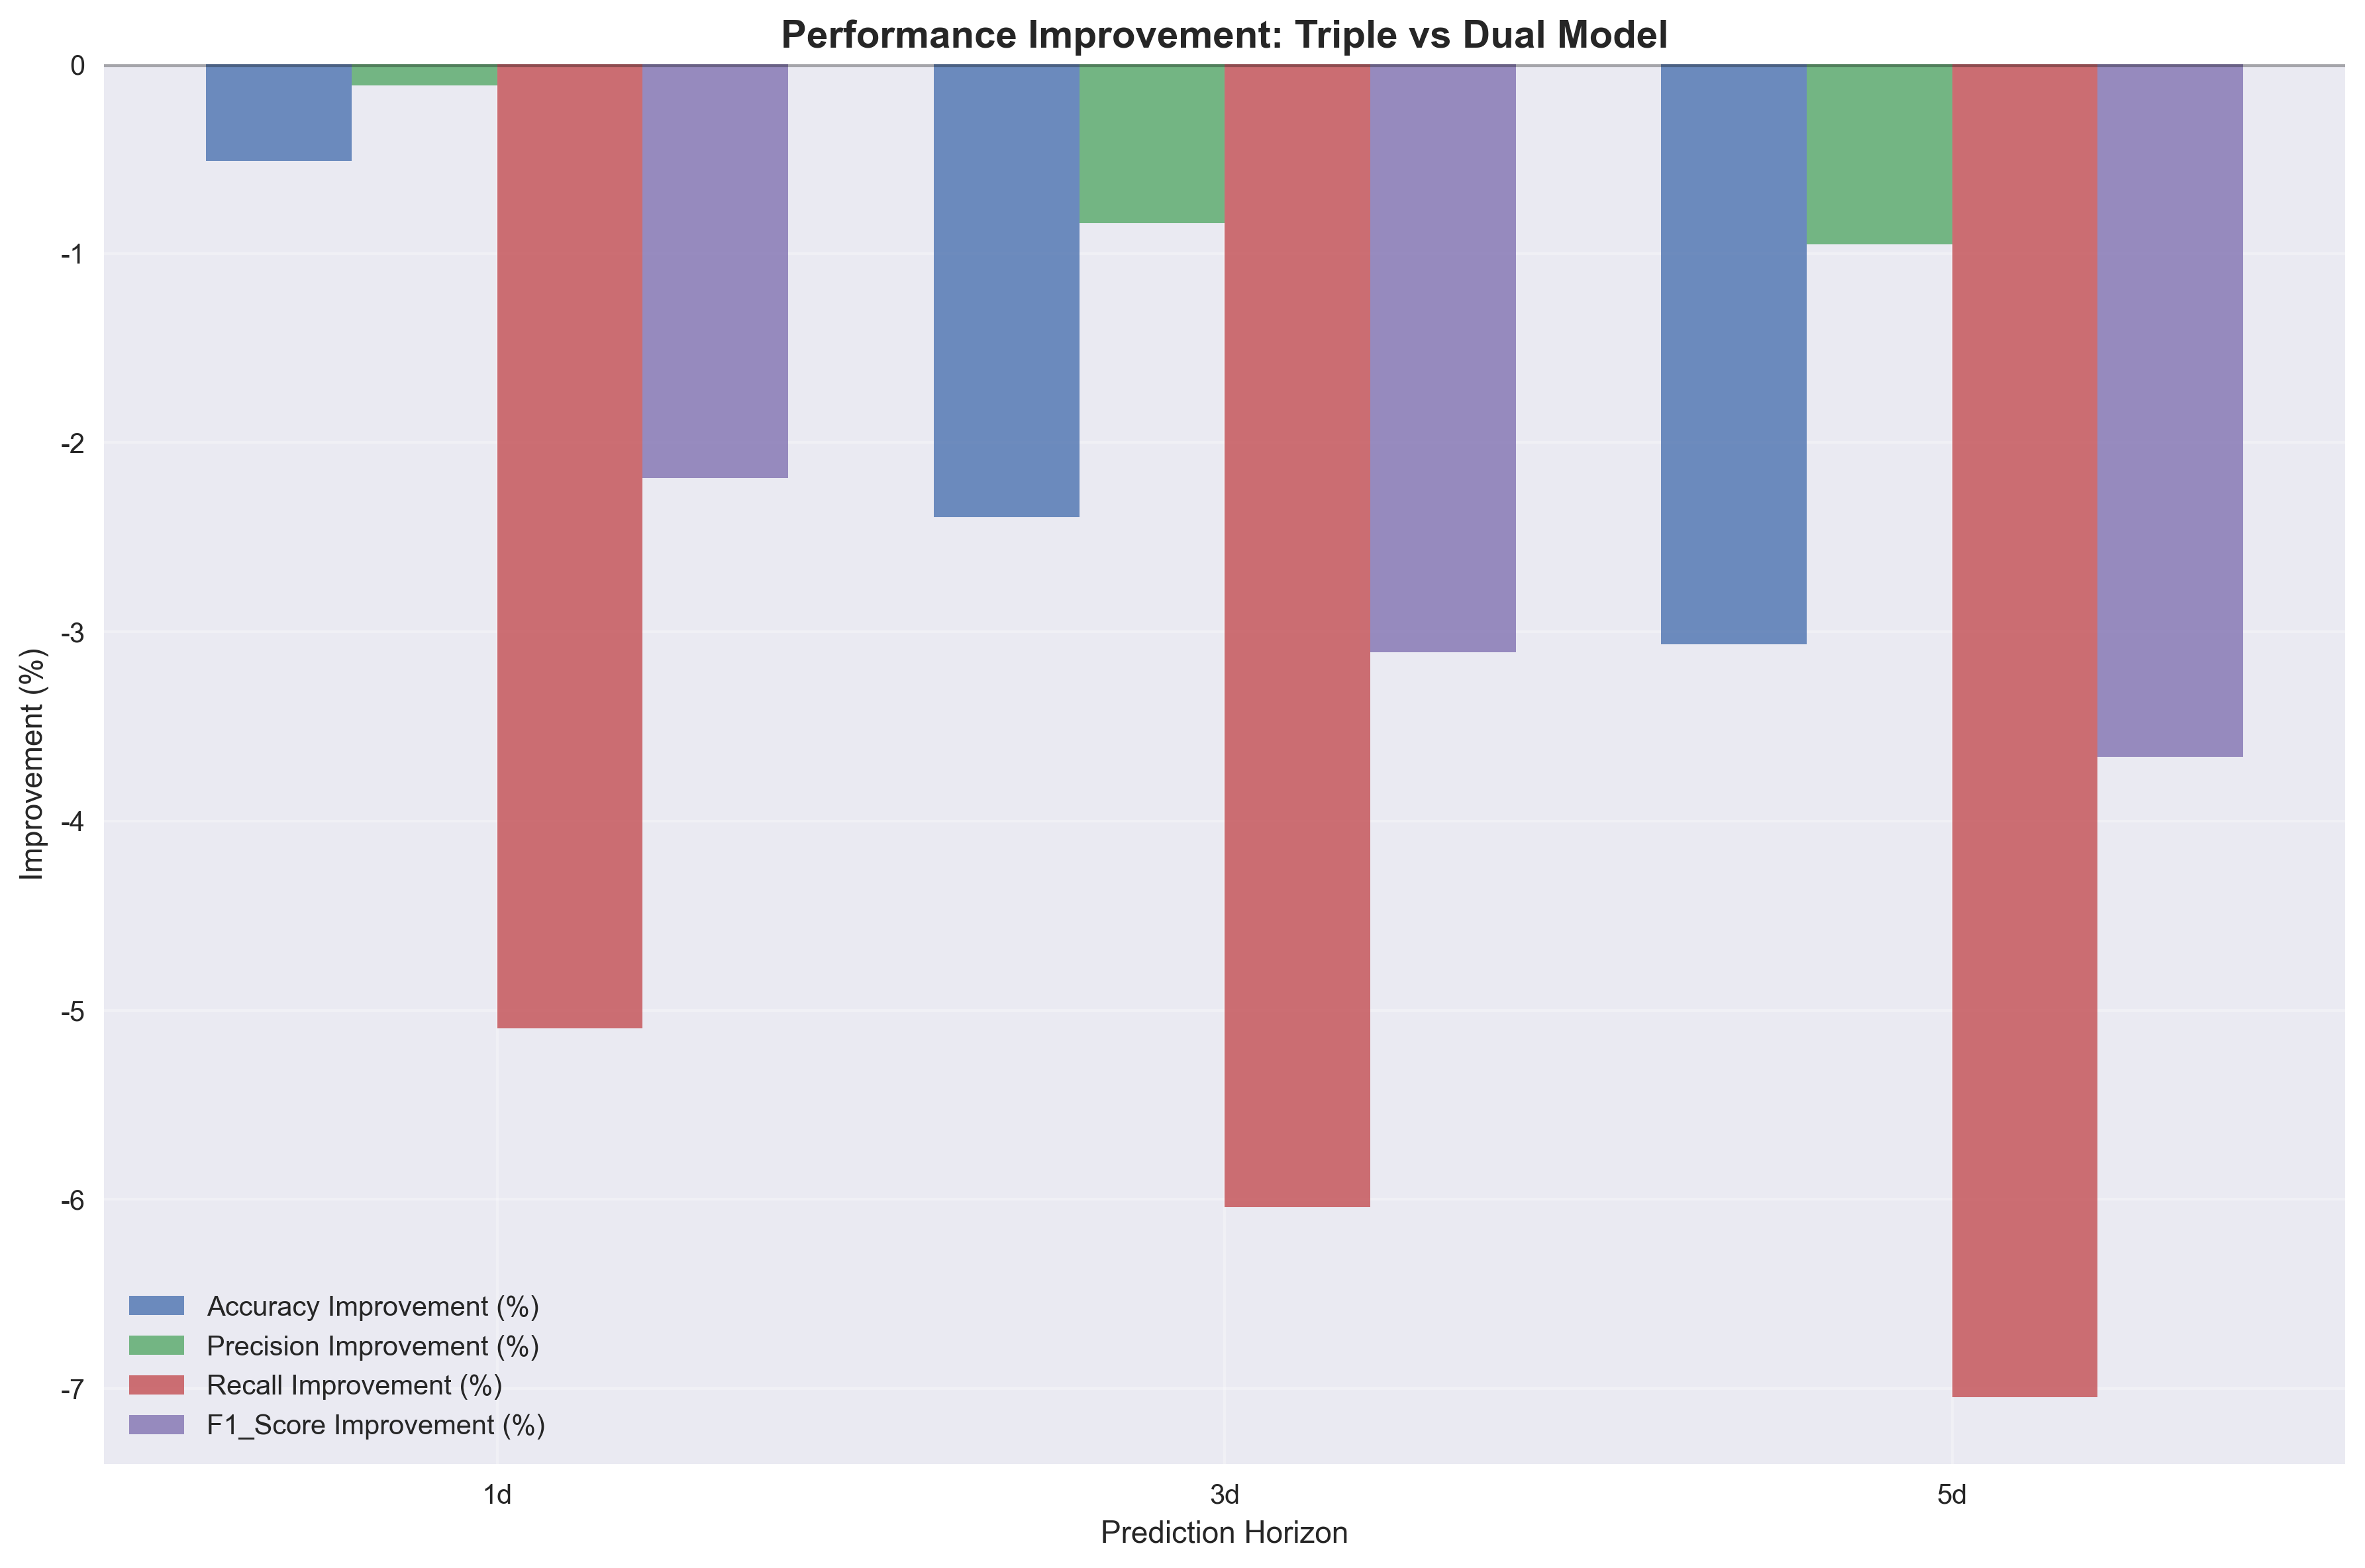 Performance Improvement: Triple vs Dual Model
0
-1
-2
-3
-4
-5
-6
-7
Improvement (%)
Accuracy Improvement (%)
Precision Improvement (%)
Recall Improvement (%)
F1_Score Improvement (%)
1d
3d
5d
Prediction Horizon